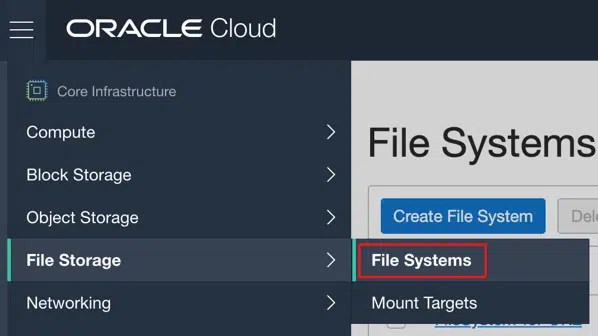 ORACLE Cloud
Core Infrastructure
Compute
Block Storage
Object Storage
File Storage
Networking
File Systems
Create File System
Dele
File Systems
Mount Targets